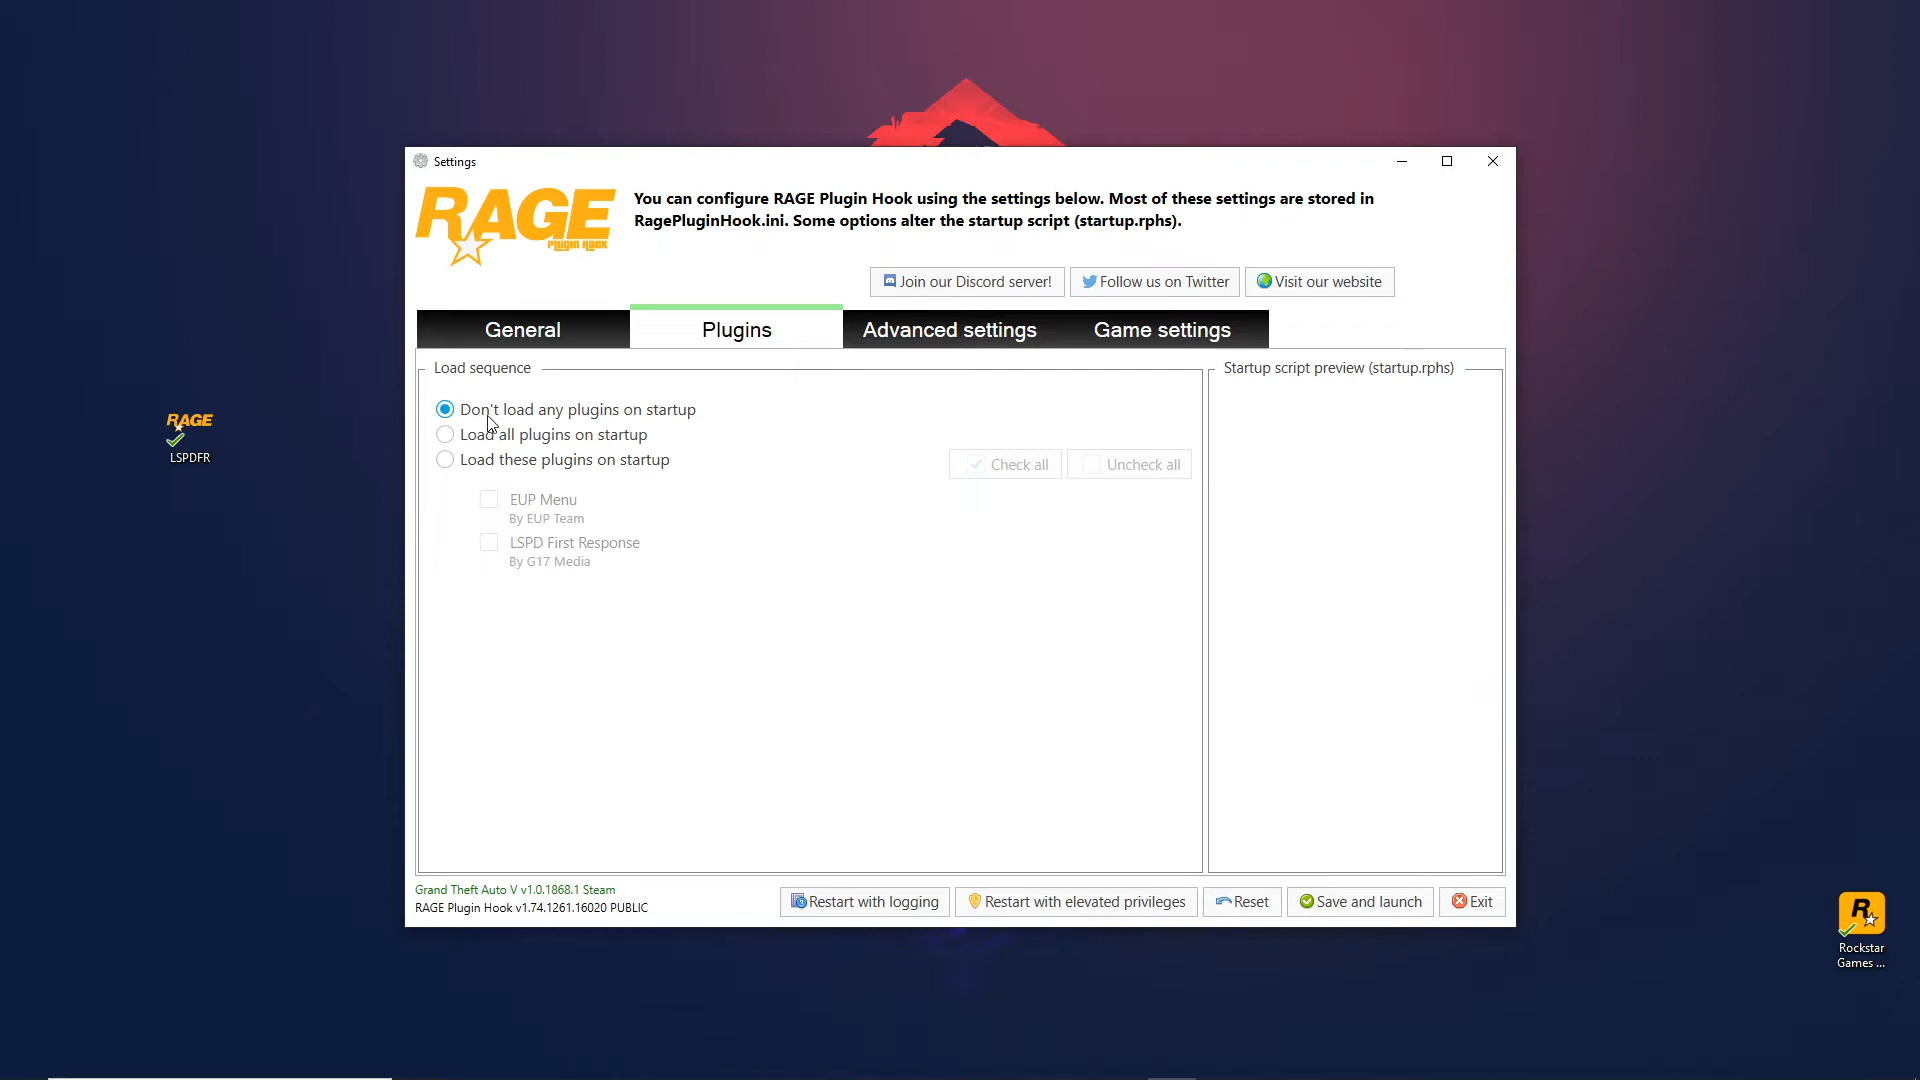 Settings
RAGE
PLUGIN HOOK
You can configure RAGE Plugin Hook using the settings below. Most of these settings are stored in
RagePluginHook.ini. Some options alter the startup script (startup.rphs).
Join our Discord server!
Follow us on Twitter
Visit our website
General
Plugins
Advanced settings
Game settings
Load sequence
Startup script preview (startup.rphs)
Don't load any plugins on startup
Load all plugins on startup
Load these plugins on startup
Check all
Uncheck all
EUP Menu
By EUP Team
LSPD First Response
By G17 Media
RAGE
LSPDFR
Grand Theft Auto V v1.0.1868.1 Steam
RAGE Plugin Hook v1.74.1261.16020 PUBLIC
Restart with logging
Restart with elevated privileges
Reset
Save and launch
Exit
R
Rockstar
Games ...